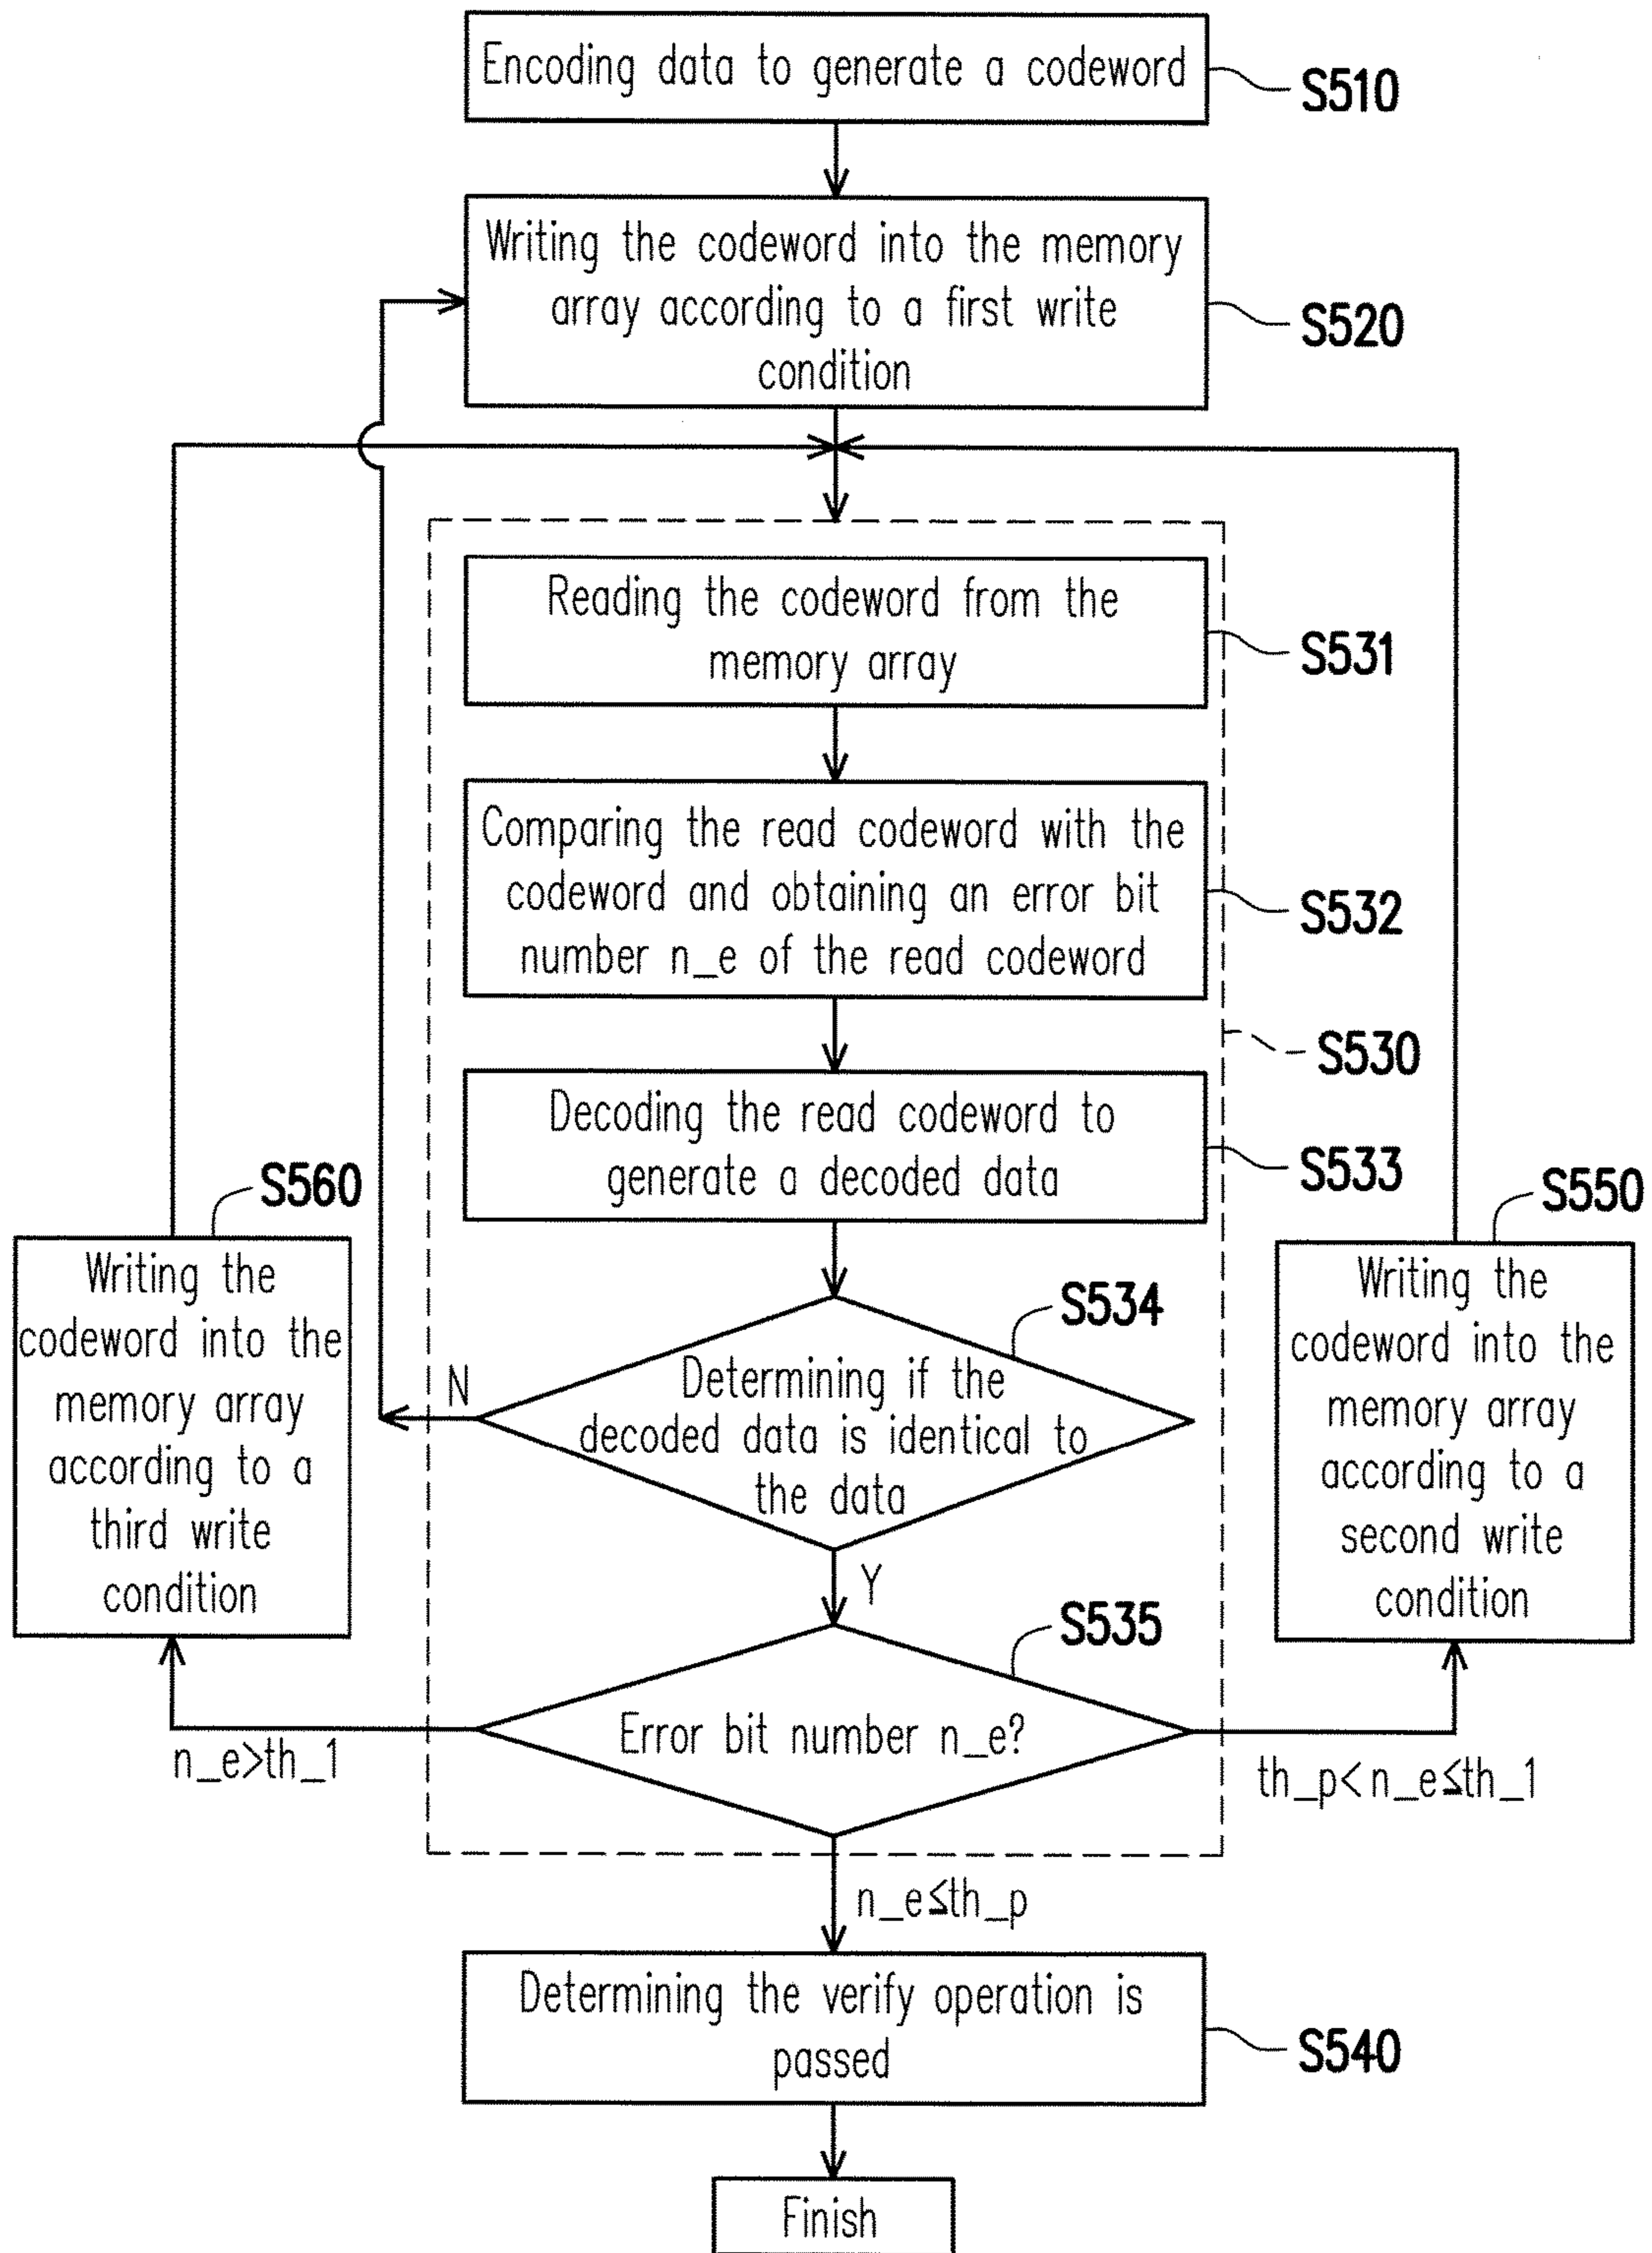 Encoding data to generate a codeword
S510
Writing the codeword into the memory
array according to a first write
condition
S520
Reading the codeword from the
memory array
S531
Comparing the read codeword with the
codeword and obtaining an error bit
number n_e of the read codeword
S532
S530
Decoding the read codeword to
generate a decoded data
S533
S560
Writing the
codeword into the
memory array
according to a
third write
condition
S550
Writing the
codeword into the
memory array
according to a
second write
condition
S534
Determining if the
decoded data is identical to
the data
N
Y
S535
Error bit number n_e?
n_e>th_1
th_p<n_e≤th_1
n_e≤th_p
Determining the verify operation is
passed
S540
Finish